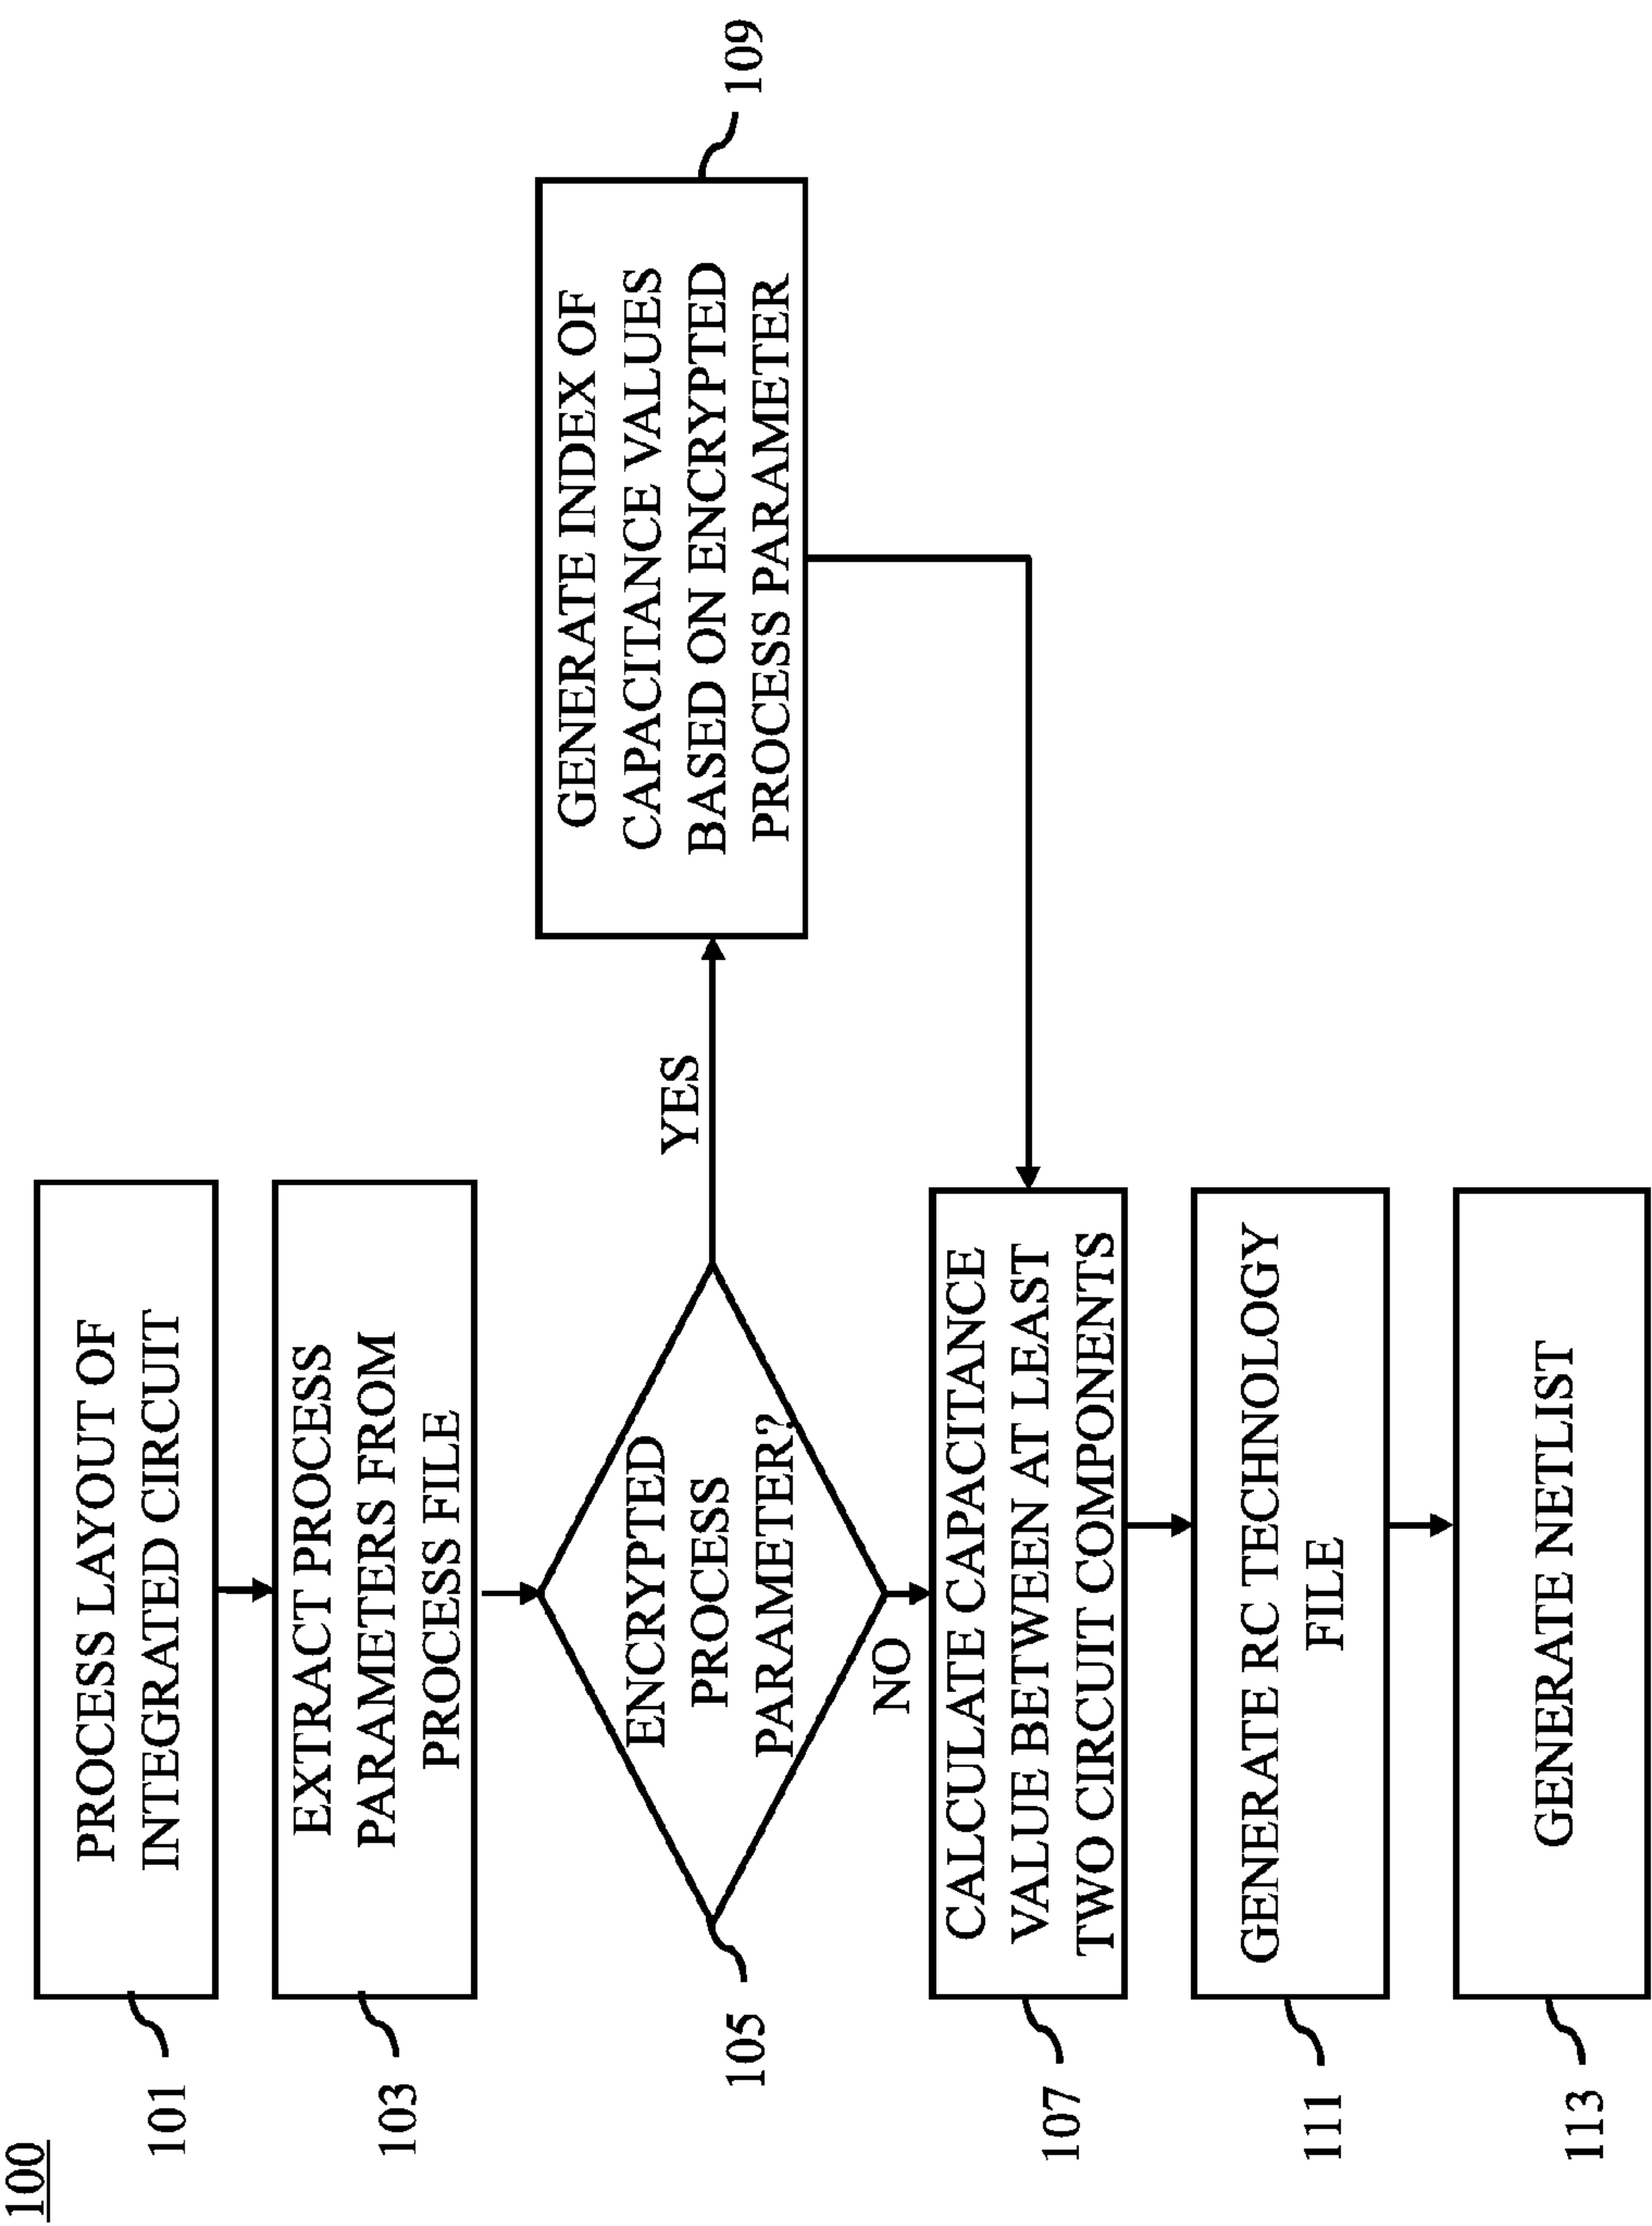 100
101
PROCESS LAYOUT OF
INTEGRATED CIRCUIT
103
EXTRACT PROCESS
PARAMETERS FROM
PROCESS FILE
105
ENCRYPTED
PROCESS
PARAMETER?
YES
NO
109
GENERATE INDEX OF
CAPACITANCE VALUES
BASED ON ENCRYPTED
PROCESS PARAMETER
107
CALCULATE CAPACITANCE
VALUE BETWEEN AT LEAST
TWO CIRCUIT COMPONENTS
111
GENERATE RC TECHNOLOGY
FILE
113
GENERATE NETLIST